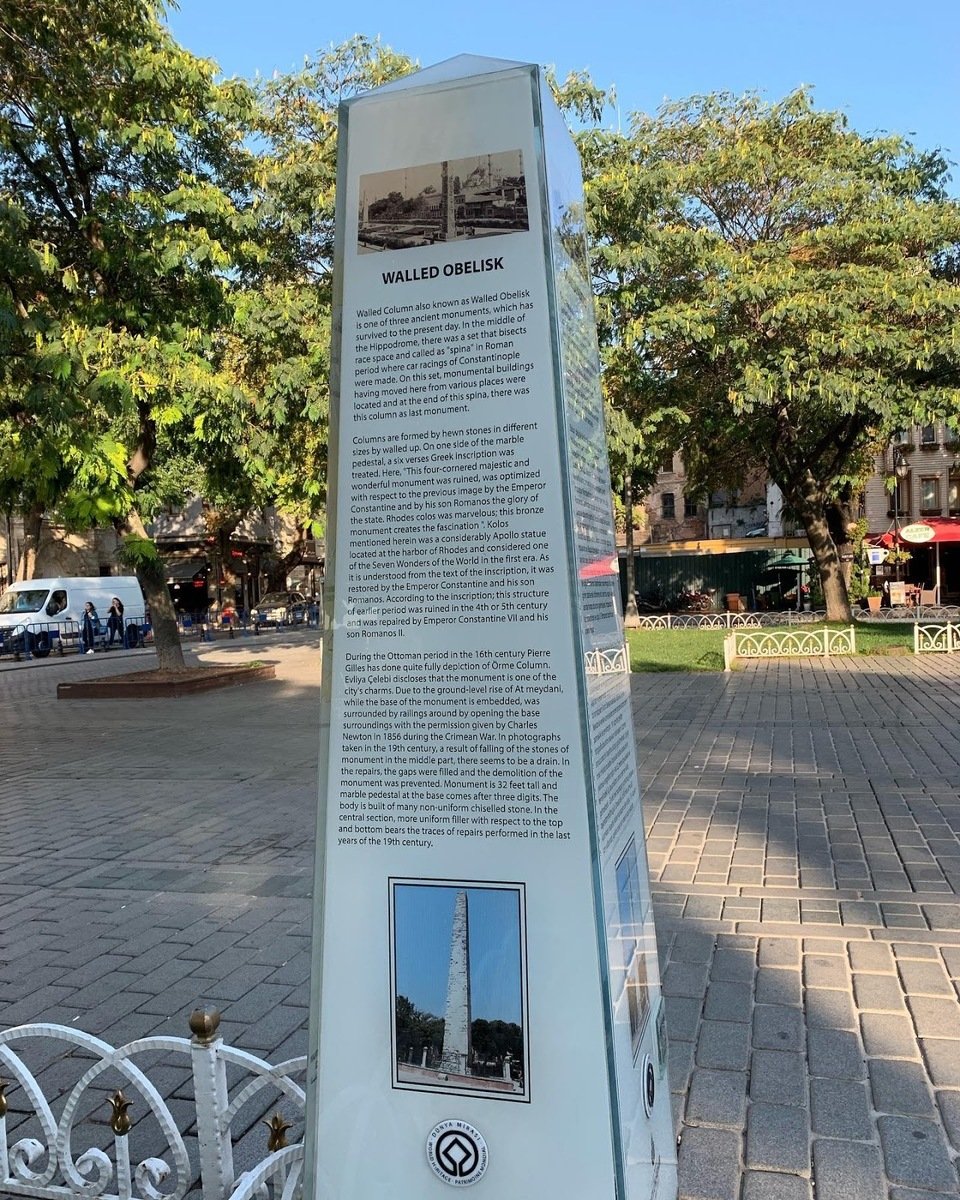 WALLED OBELISK
Walled Column also known as Walled Obelisk
is one of three ancient monuments, which has
survived to the present day. In the middle of
the Hippodrome, there was a set that bisects
race space and called as "spina" in Roman
period where car racings of Constantinople
were made. On this set, monumental buildings
having moved here from various places were
located and at the end of this spina, there was
this column as last monument.
Columns are formed by hewn stones in different
sizes by walled up. On one side of the marble
pedestal, a six verses Greek inscription was
treated. Here, "This four-cornered majestic and
wonderful monument was ruined, was optimized
with respect to the previous image by the Emperor
Constantine and by his son Romanos the glory of
the state. Rhodes colos was marvelous; this bronze
monument creates the fascination ". Kolos
mentioned herein was a considerably Apollo statue
located at the harbor of Rhodes and considered one
of the Seven Wonders of the World in the first era. As
it is understood from the text of the inscription, it was
restored by the Emperor Constantine and his son
Romanos. According to the inscription; this structure
of earlier period was ruined in the 4th or 5th century
and was repaired by Emperor Constantine VII and his
son Romanos II.
During the Ottoman period in the 16th century Pierre
Gilles has done quite fully depiction of Örme Column.
Evliya Çelebi discloses that the monument is one of the
city's charms. Due to the ground-level rise of At meydani,
while the base of the monument is embedded, was
surrounded by railings around by opening the base
surroundings with the permission given by Charles
Newton in 1856 during the Crimean War. In photographs
taken in the 19th century, a result of falling of the stones of
monument in the middle part, there seems to be a drain. In
the repairs, the gaps were filled and the demolition of the
monument was prevented. Monument is 32 feet tall and
marble pedestal at the base comes after three digits. The
body is built of many non-uniform chiselled stone. In the
central section, more uniform filler with respect to the top
and bottom bears the traces of repairs performed in the last
years of the 19th century.
DÜNYA MİRASI
WORLD HERITAGE · PATRIMOINE MONDIAL